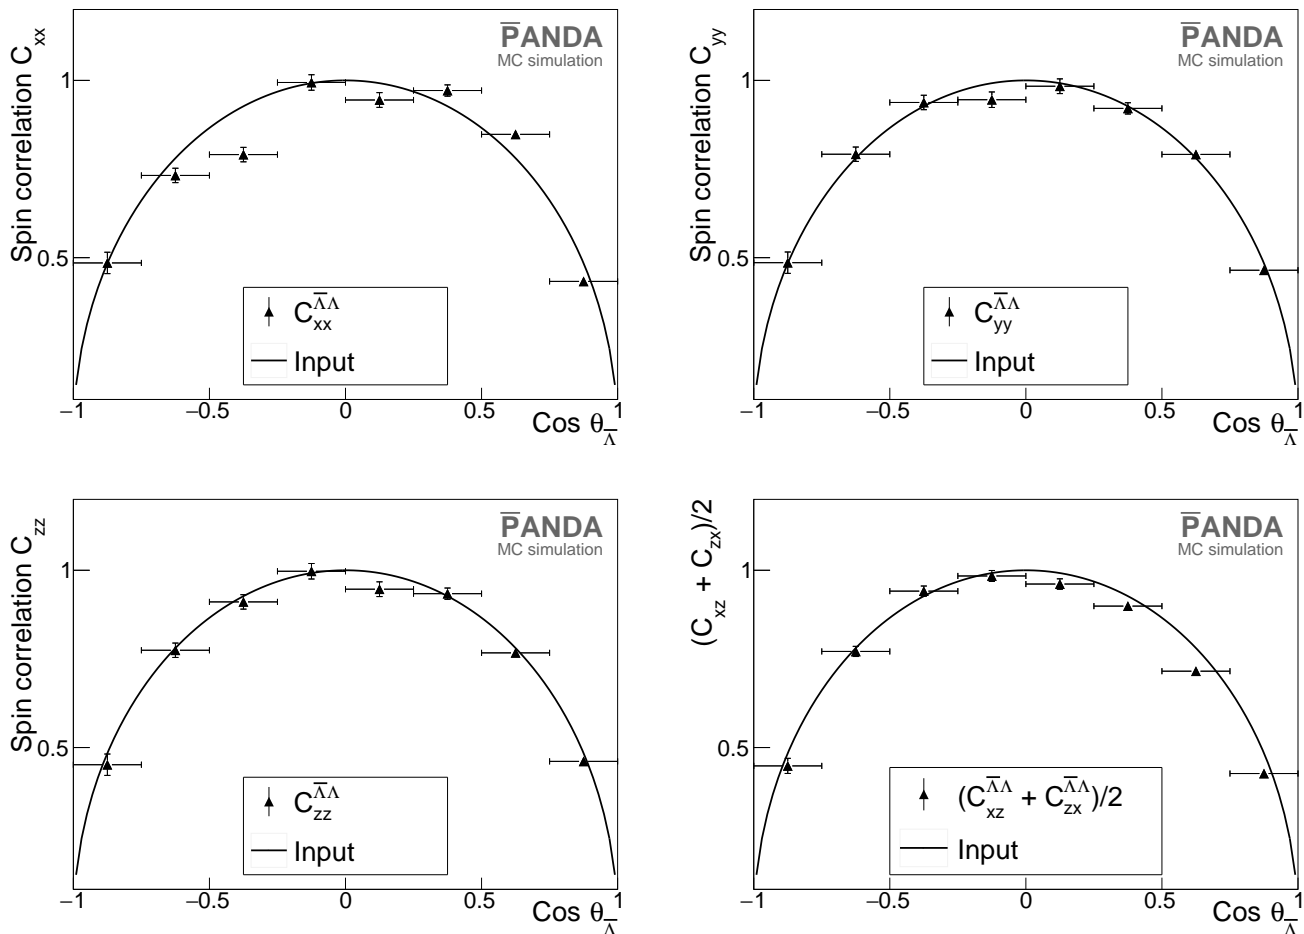 Spin correlation C_xx
P̅ANDA
MC simulation
1
0.5
C_xx^Λ̅Λ
Input
−1 −0.5 0 0.5 1
Cos θ_Λ̅
Spin correlation C_yy
P̅ANDA
MC simulation
1
0.5
C_yy^Λ̅Λ
Input
−1 −0.5 0 0.5 1
Cos θ_Λ̅
Spin correlation C_zz
P̅ANDA
MC simulation
1
0.5
C_zz^Λ̅Λ
Input
−1 −0.5 0 0.5 1
Cos θ_Λ̅
(C_xz + C_zx)/2
P̅ANDA
MC simulation
1
0.5
(C_xz^Λ̅Λ + C_zx^Λ̅Λ)/2
Input
−1 −0.5 0 0.5 1
Cos θ_Λ̅